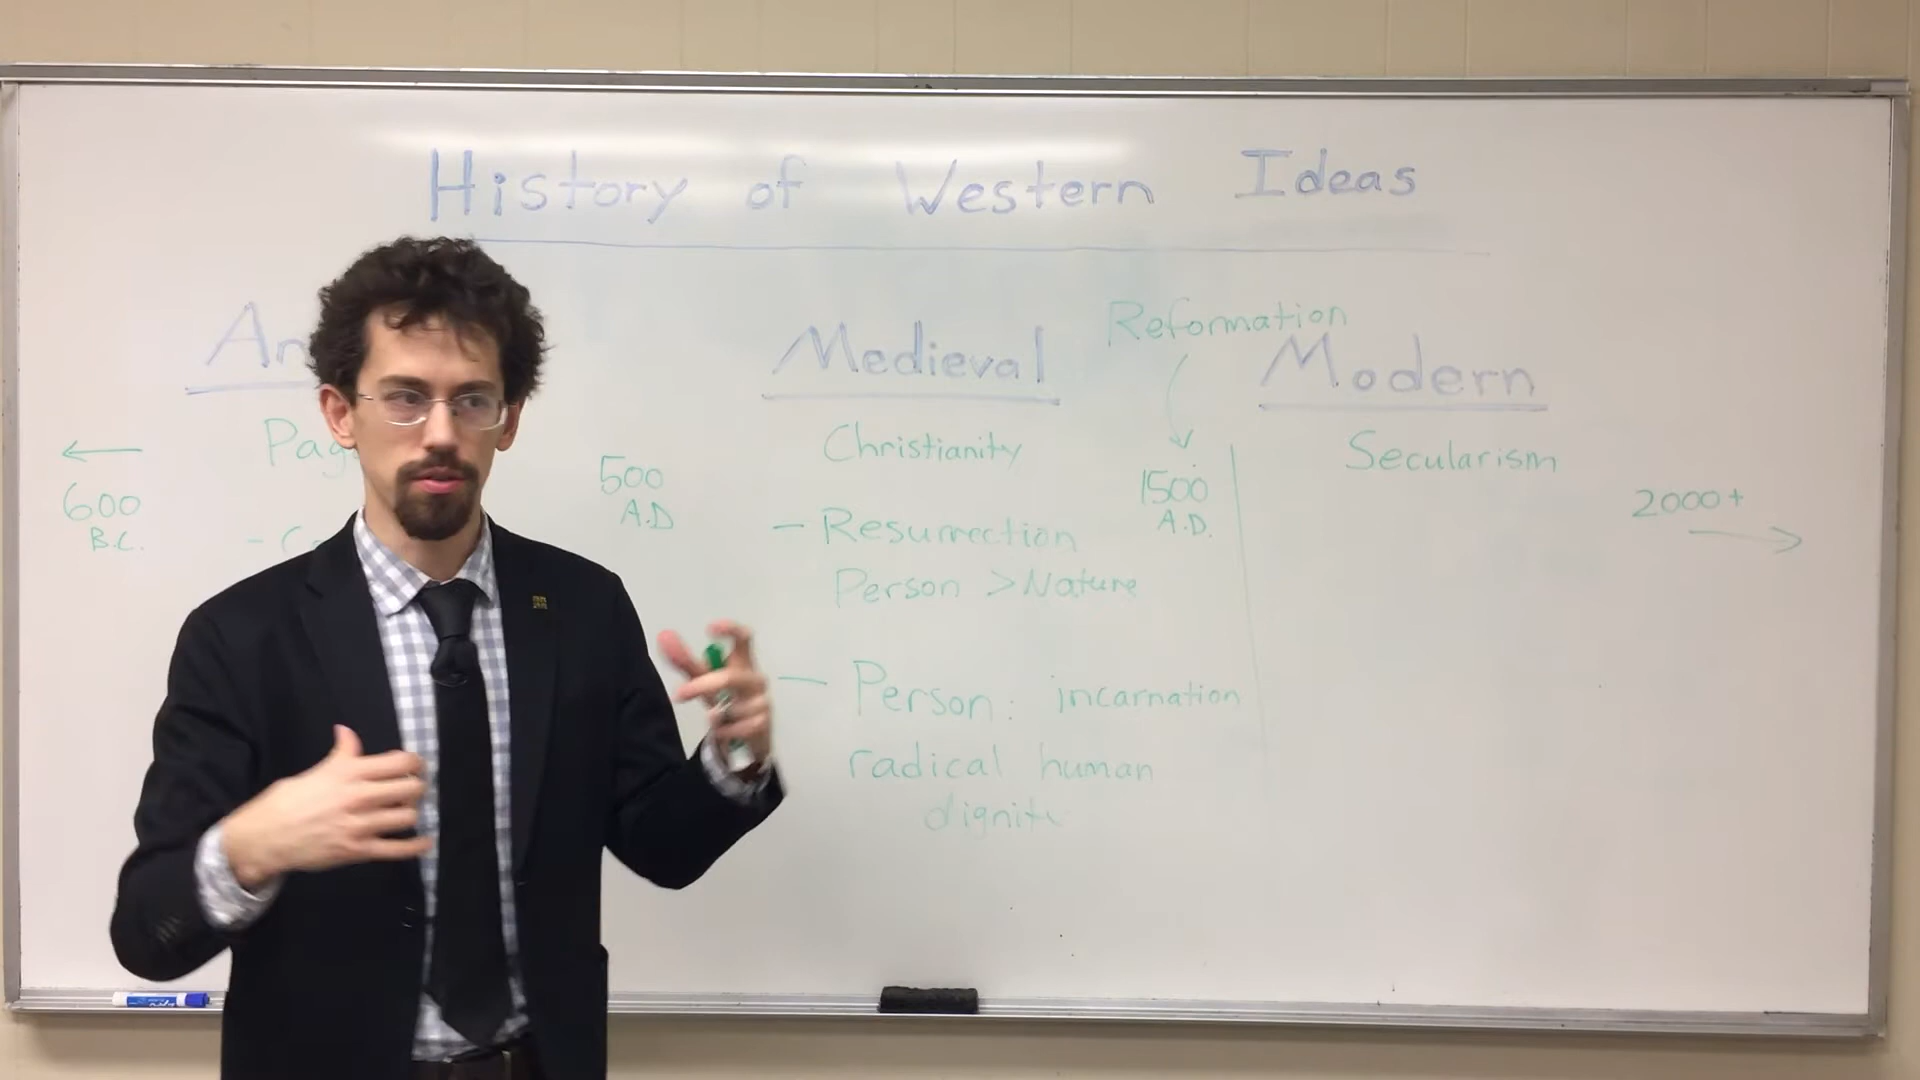 History of Western Ideas
Reformation
Medieval
Modern
Christianity
Secularism
600
B.C.
500
A.D
1500
A.D.
2000+
- Resurrection
Person > Nature
- Person: incarnation
radical human